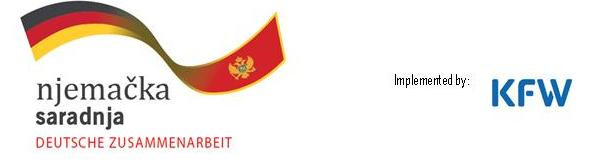 njemačka
saradnja
DEUTSCHE ZUSAMMENARBEIT
Implemented by:
KFW